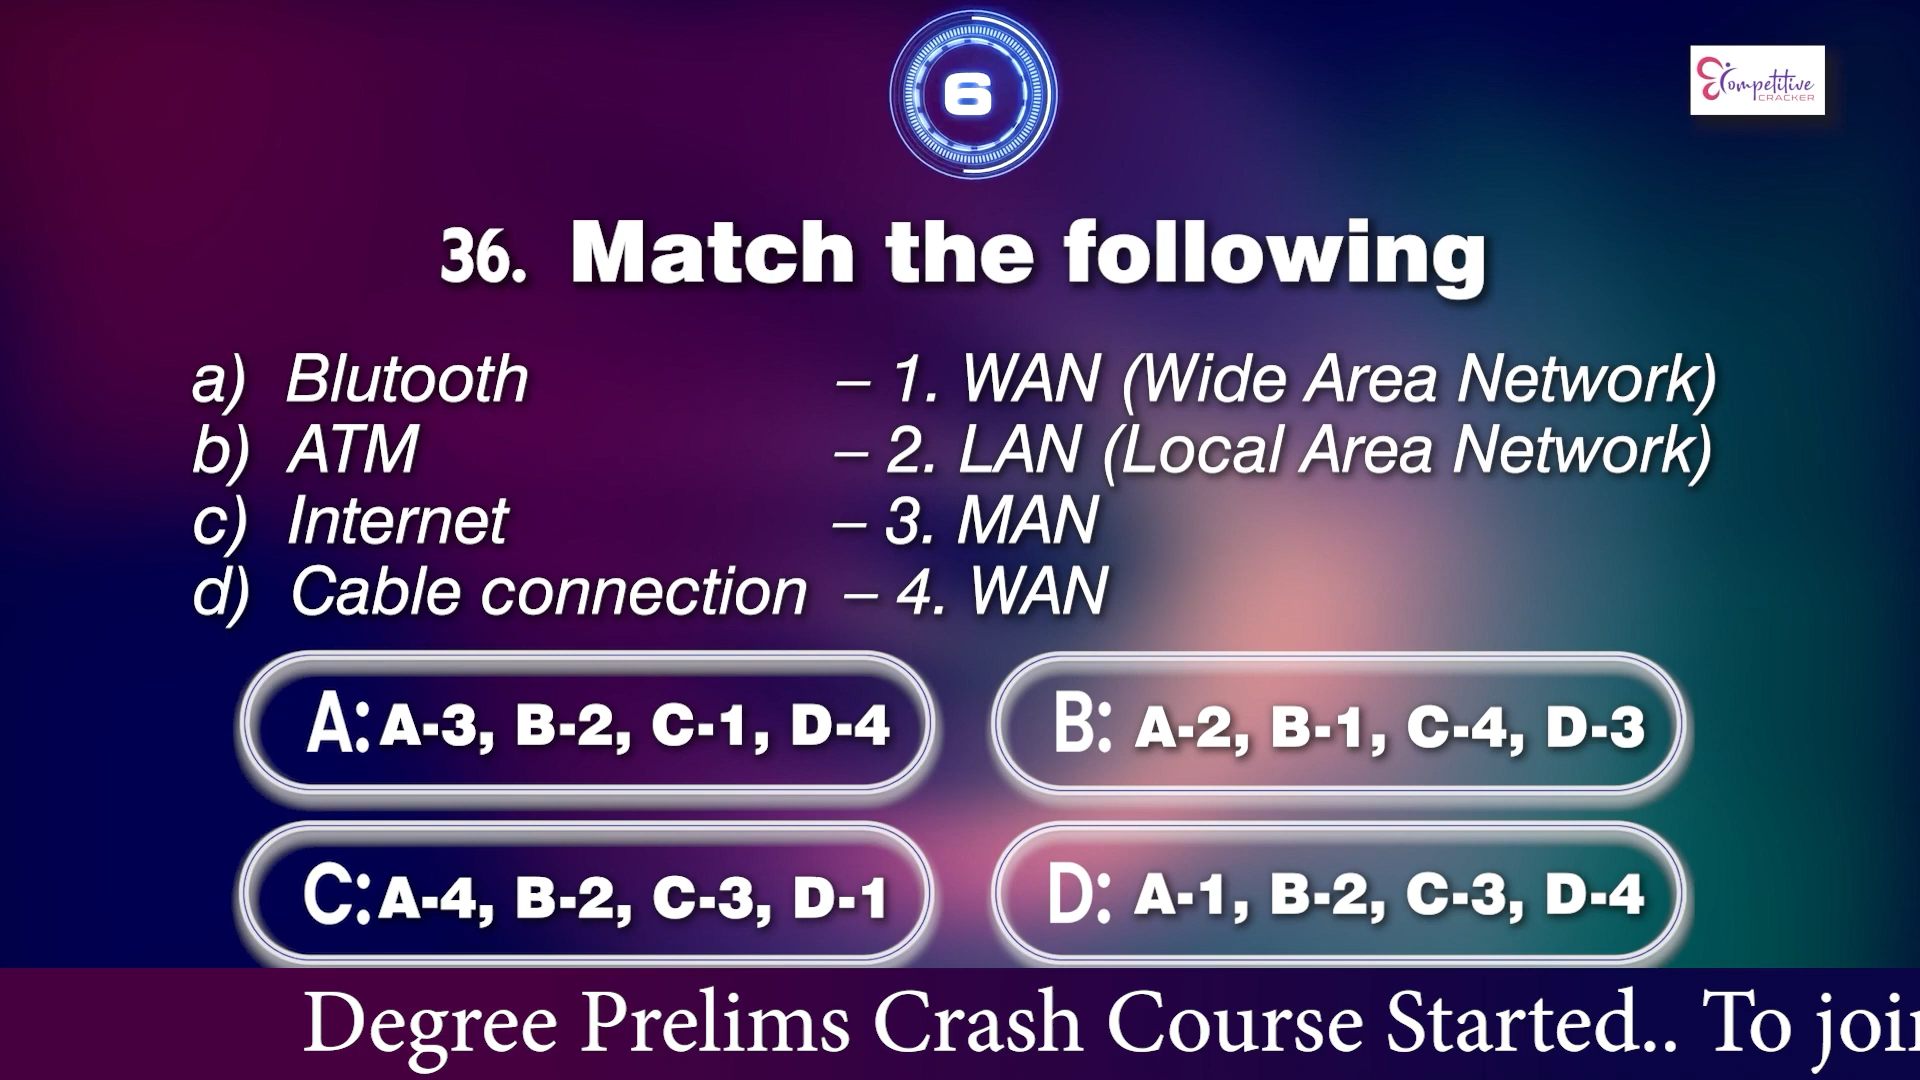 6
Competitive
CRACKER
36. Match the following
a) Blutooth – 1. WAN (Wide Area Network)
b) ATM – 2. LAN (Local Area Network)
c) Internet – 3. MAN
d) Cable connection – 4. WAN
A: A-3, B-2, C-1, D-4
B: A-2, B-1, C-4, D-3
C: A-4, B-2, C-3, D-1
D: A-1, B-2, C-3, D-4
Degree Prelims Crash Course Started.. To joi